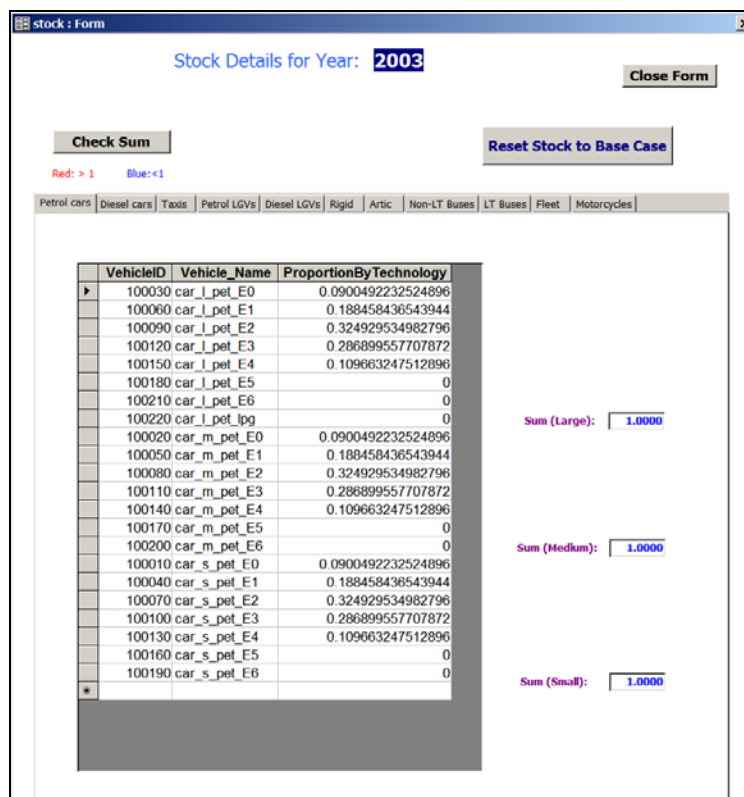 stock : Form
Stock Details for Year: 2003
Close Form
Check Sum
Reset Stock to Base Case
Red: > 1 Blue:<1
Petrol cars Diesel cars Taxis Petrol LGVs Diesel LGVs Rigid Artic Non-LT Buses LT Buses Fleet Motorcycles
VehicleID Vehicle_Name ProportionByTechnology
100030 car_l_pet_E0 0.0900492232524896
100060 car_l_pet_E1 0.188458436543944
100090 car_l_pet_E2 0.324929534982796
100120 car_l_pet_E3 0.286899557707872
100150 car_l_pet_E4 0.109663247512896
100180 car_l_pet_E5 0
100210 car_l_pet_E6 0
100220 car_l_pet_lpg 0
Sum (Large): 1.0000
100020 car_m_pet_E0 0.0900492232524896
100050 car_m_pet_E1 0.188458436543944
100080 car_m_pet_E2 0.324929534982796
100110 car_m_pet_E3 0.286899557707872
100140 car_m_pet_E4 0.109663247512896
100170 car_m_pet_E5 0
100200 car_m_pet_E6 0
Sum (Medium): 1.0000
100010 car_s_pet_E0 0.0900492232524896
100040 car_s_pet_E1 0.188458436543944
100070 car_s_pet_E2 0.324929534982796
100100 car_s_pet_E3 0.286899557707872
100130 car_s_pet_E4 0.109663247512896
100160 car_s_pet_E5 0
100190 car_s_pet_E6 0
Sum (Small): 1.0000